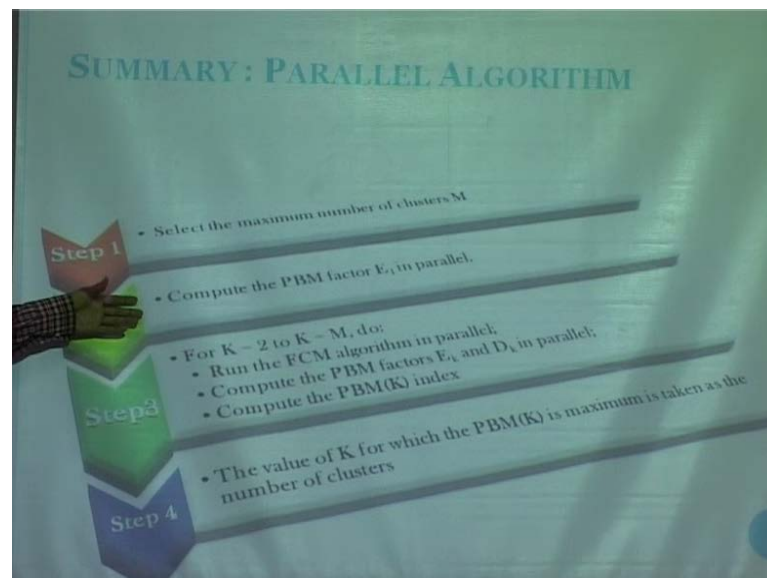 SUMMARY : PARALLEL ALGORITHM
Step 1
• Select the maximum number of clusters M
• Compute the PBM factor E₁ in parallel.
Step3
• For K = 2 to K = M, do:
• Run the FCM algorithm in parallel;
• Compute the PBM factors Eₖ and Dₖ in parallel;
• Compute the PBM(K) index
Step 4
• The value of K for which the PBM(K) is maximum is taken as the
number of clusters